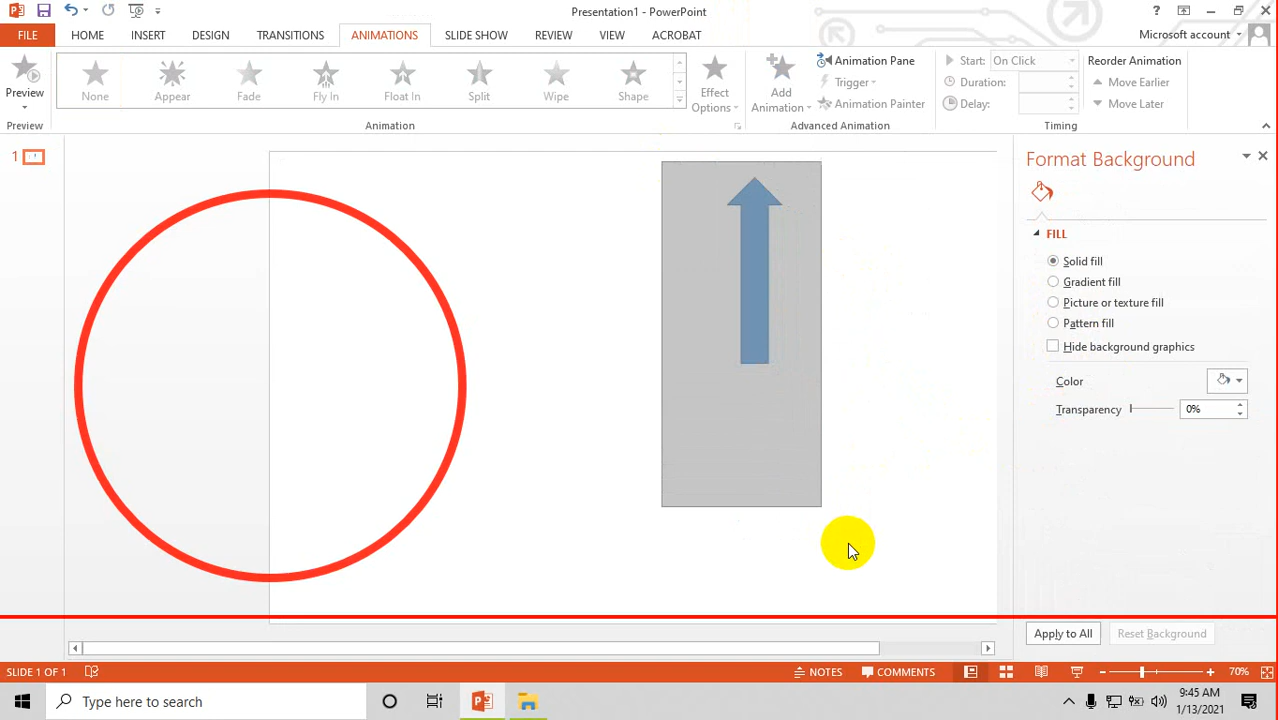 Presentation1 - PowerPoint
?
FILE HOME INSERT DESIGN TRANSITIONS ANIMATIONS SLIDE SHOW REVIEW VIEW ACROBAT Microsoft account
Preview
None Appear Fade Fly In Float In Split Wipe Shape
Effect Options
Add Animation
Animation Pane
Trigger
Animation Painter
Start: On Click
Duration:
Delay:
Reorder Animation
Move Earlier
Move Later
Preview Animation Advanced Animation Timing
1
Format Background
FILL
Solid fill
Gradient fill
Picture or texture fill
Pattern fill
Hide background graphics
Color
Transparency 0%
Apply to All Reset Background
SLIDE 1 OF 1 NOTES COMMENTS 70%
Type here to search
9:45 AM
1/13/2021